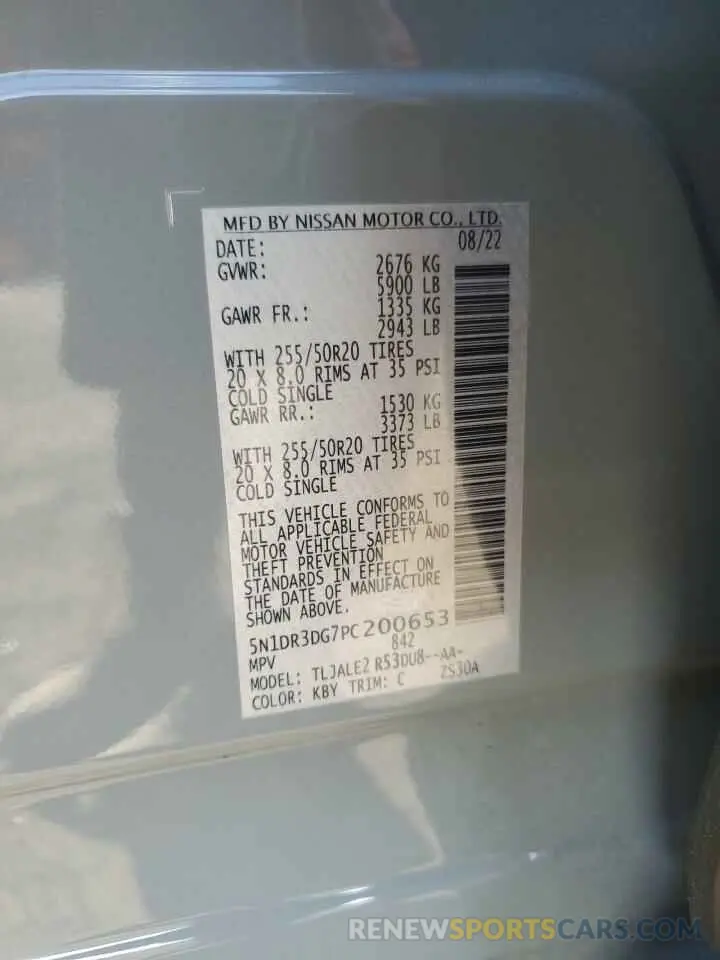 MFD BY NISSAN MOTOR CO., LTD.
DATE: 08/22
GVWR: 2676 KG
5900 LB
GAWR FR.: 1335 KG
2943 LB
WITH 255/50R20 TIRES
20 X 8.0 RIMS AT 35 PSI
COLD SINGLE
GAWR RR.: 1530 KG
3373 LB
WITH 255/50R20 TIRES
20 X 8.0 RIMS AT 35 PSI
COLD SINGLE
THIS VEHICLE CONFORMS TO
ALL APPLICABLE FEDERAL
MOTOR VEHICLE SAFETY AND
THEFT PREVENTION
STANDARDS IN EFFECT ON
THE DATE OF MANUFACTURE
SHOWN ABOVE.
5N1DR3DG7PC200653
MPV 842
MODEL: TLJALE2 R53DU8--AA-
COLOR: KBY TRIM: C 2S30A
RENEWSPORTSCARS.COM